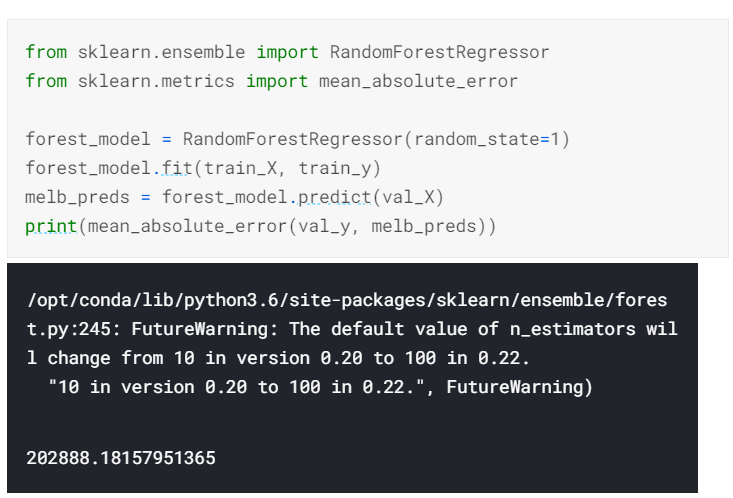 from sklearn.ensemble import RandomForestRegressor
from sklearn.metrics import mean_absolute_error
forest_model = RandomForestRegressor(random_state=1)
forest_model.fit(train_X, train_y)
melb_preds = forest_model.predict(val_X)
print(mean_absolute_error(val_y, melb_preds))
/opt/conda/lib/python3.6/site-packages/sklearn/ensemble/fores
t.py:245: FutureWarning: The default value of n_estimators wil
l change from 10 in version 0.20 to 100 in 0.22.
"10 in version 0.20 to 100 in 0.22.", FutureWarning)
202888.18157951365